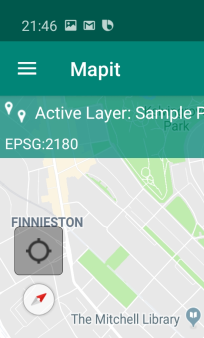 21:46
Mapit
Active Layer: Sample P
Park
EPSG:2180
FINNIESTON
The Mitchell Library